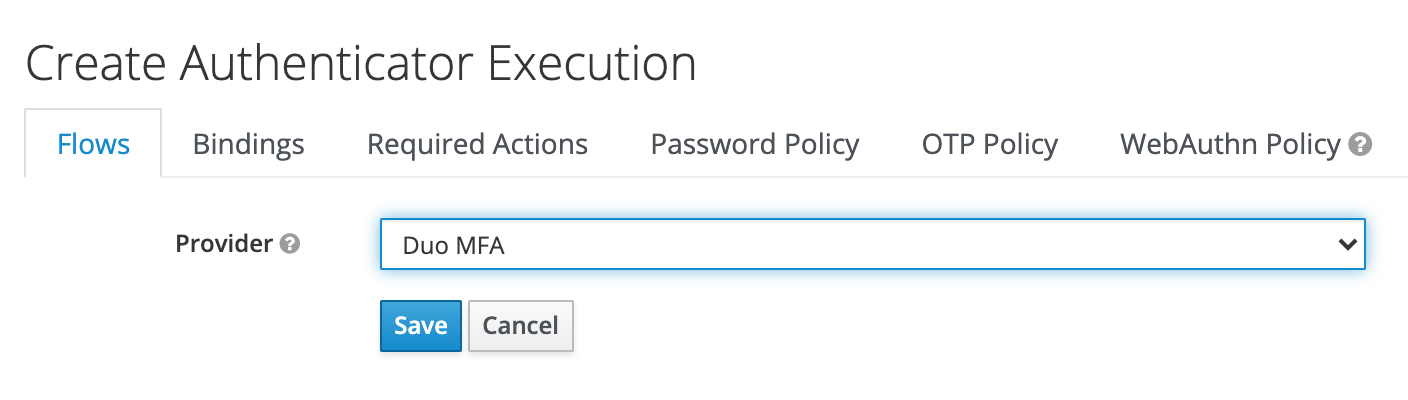 Create Authenticator Execution
Flows Bindings Required Actions Password Policy OTP Policy WebAuthn Policy ?
Provider ? Duo MFA
Save Cancel